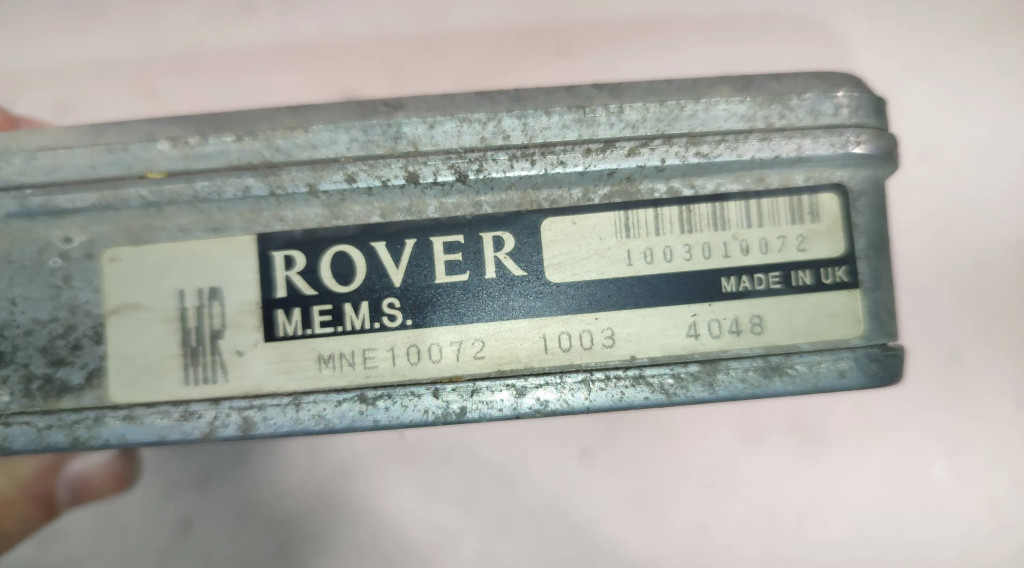 MR
ROVER
M.E.M.S.
1003010072
MADE IN UK
MNE10072 1003 4048